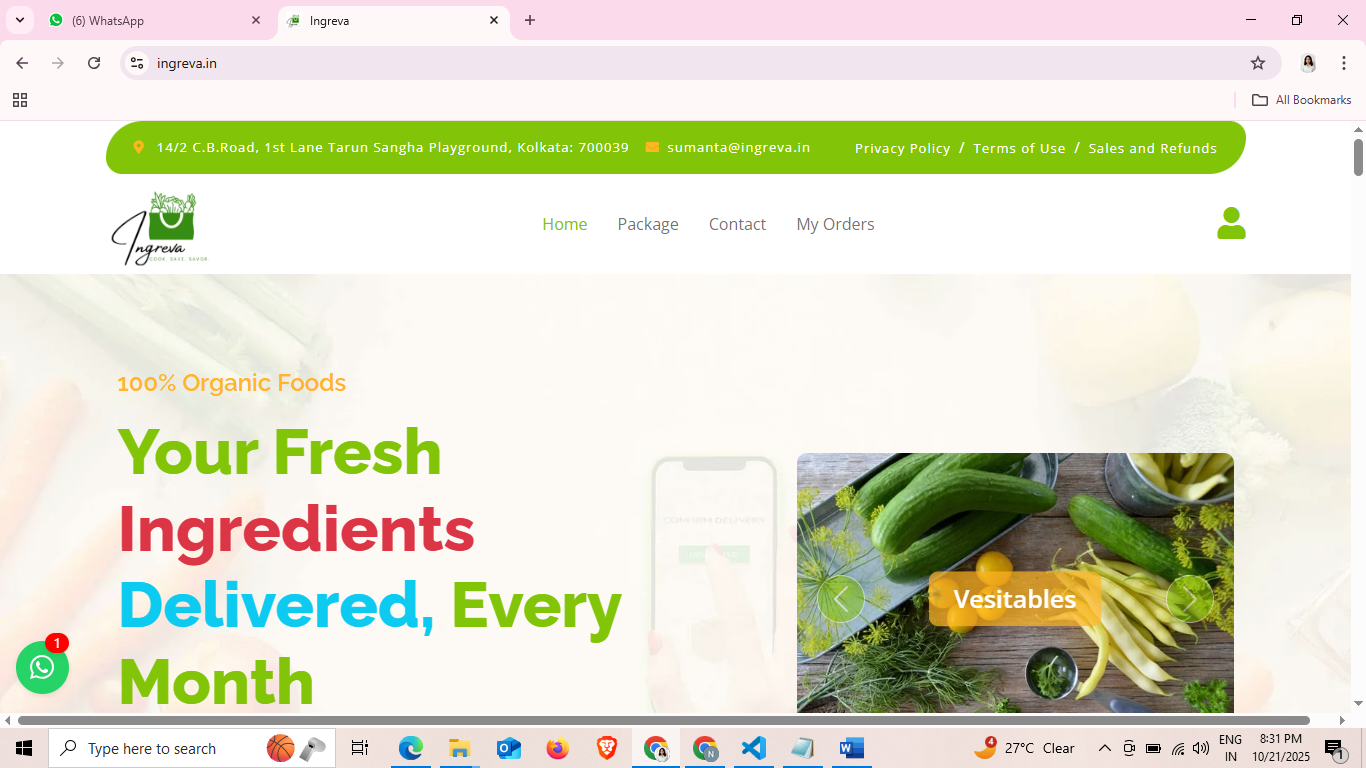 (6) WhatsApp
Ingreva
ingreva.in
All Bookmarks
14/2 C.B.Road, 1st Lane Tarun Sangha Playground, Kolkata: 700039 sumanta@ingreva.in Privacy Policy / Terms of Use / Sales and Refunds
Ingreva
COOK. SAVE. SAVOR.
Home Package Contact My Orders
100% Organic Foods
Your Fresh
Ingredients
Delivered, Every
Month
CONFIRM DELIVERY
Vesitables
1
Type here to search
4
27°C Clear
ENG
IN
8:31 PM
10/21/2025
1